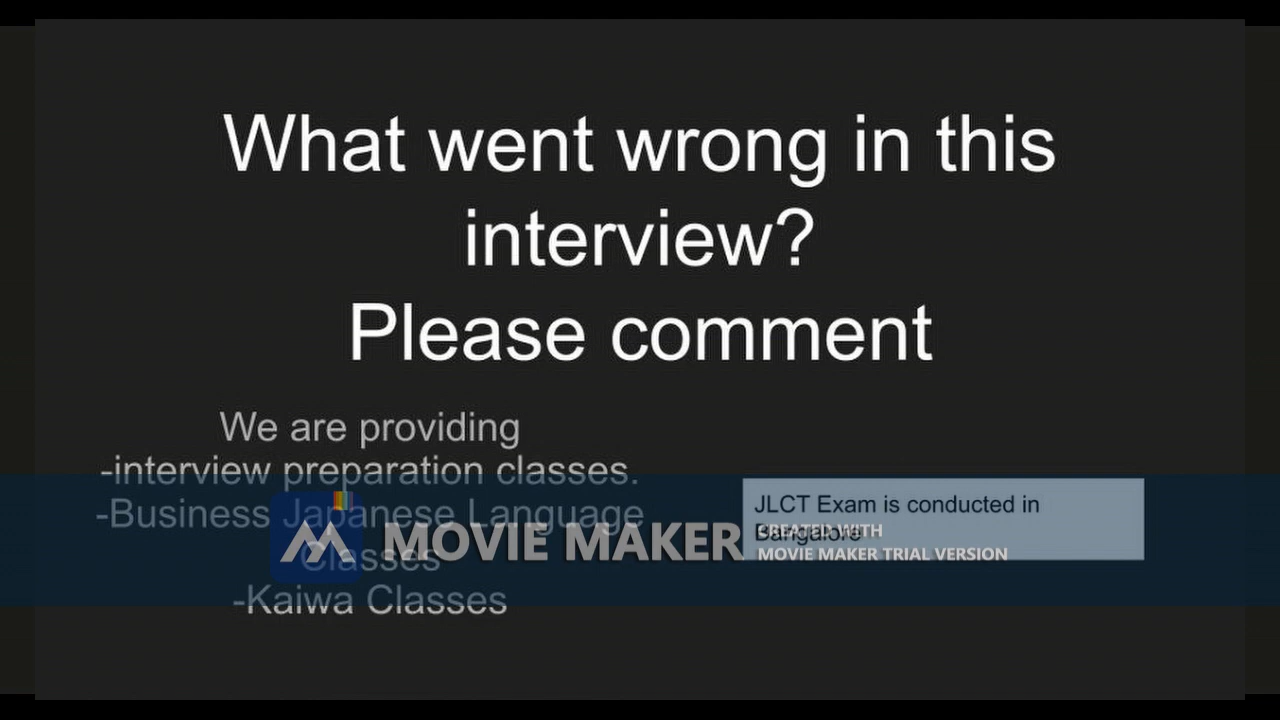 What went wrong in this
interview?
Please comment
We are providing
-interview preparation classes.
-Business Japanese Language
Classes
-Kaiwa Classes
JLCT Exam is conducted in
Bangalore
MOVIE MAKER
CREATED WITH
MOVIE MAKER TRIAL VERSION